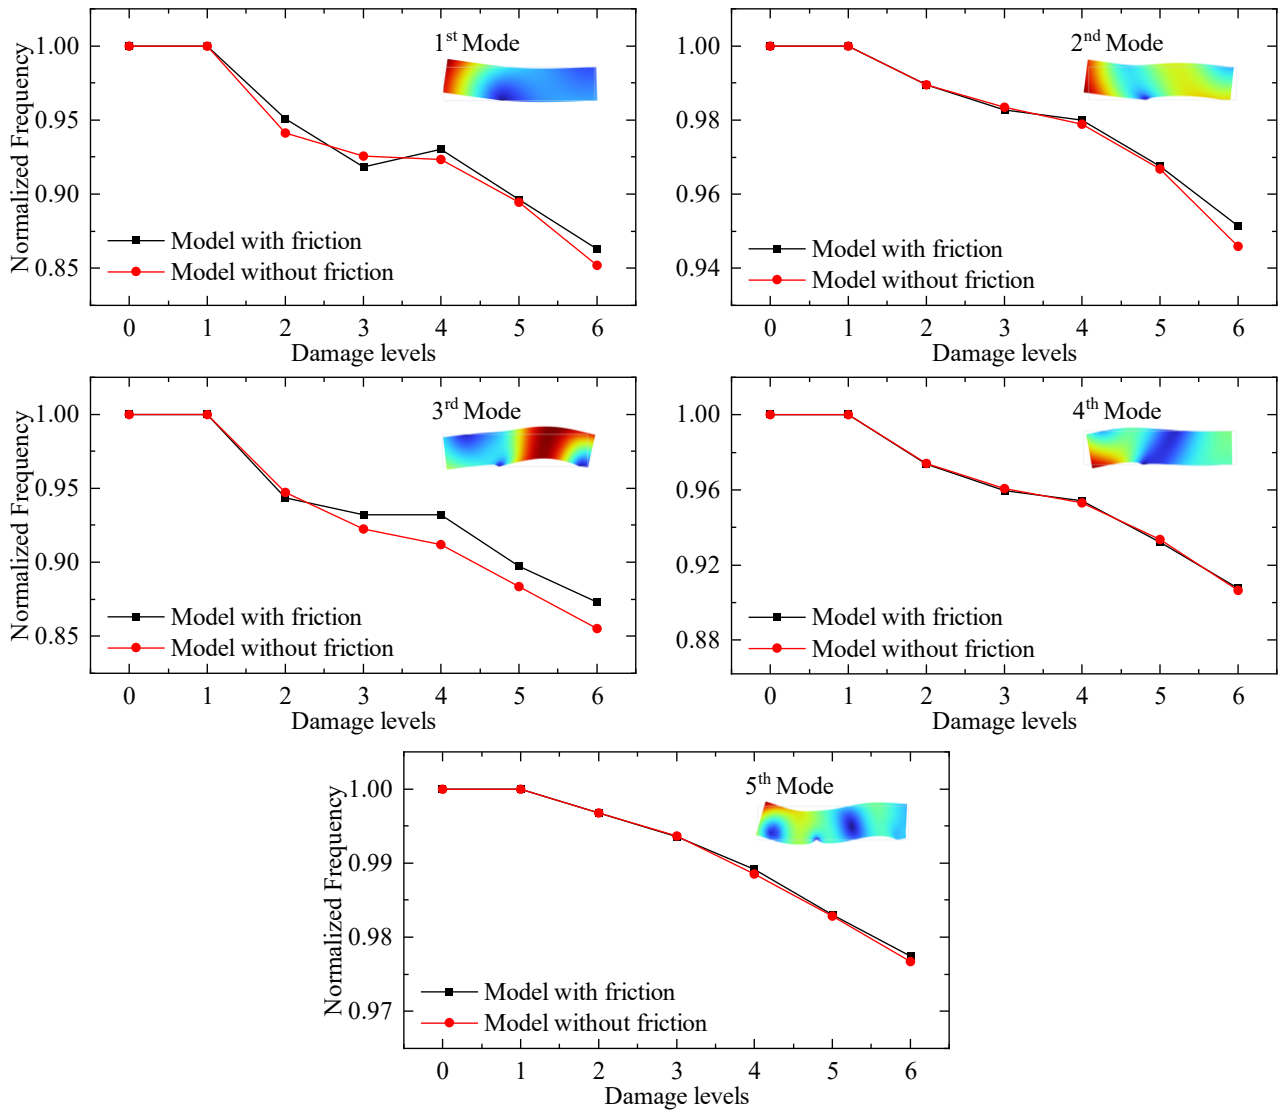 Normalized Frequency
1.00
0.95
0.90
0.85
1st Mode
Model with friction
Model without friction
0 1 2 3 4 5 6
Damage levels
1.00
0.98
0.96
0.94
2nd Mode
Model with friction
Model without friction
0 1 2 3 4 5 6
Damage levels
Normalized Frequency
1.00
0.95
0.90
0.85
3rd Mode
Model with friction
Model without friction
0 1 2 3 4 5 6
Damage levels
1.00
0.96
0.92
0.88
4th Mode
Model with friction
Model without friction
0 1 2 3 4 5 6
Damage levels
Normalized Frequency
1.00
0.99
0.98
0.97
5th Mode
Model with friction
Model without friction
0 1 2 3 4 5 6
Damage levels